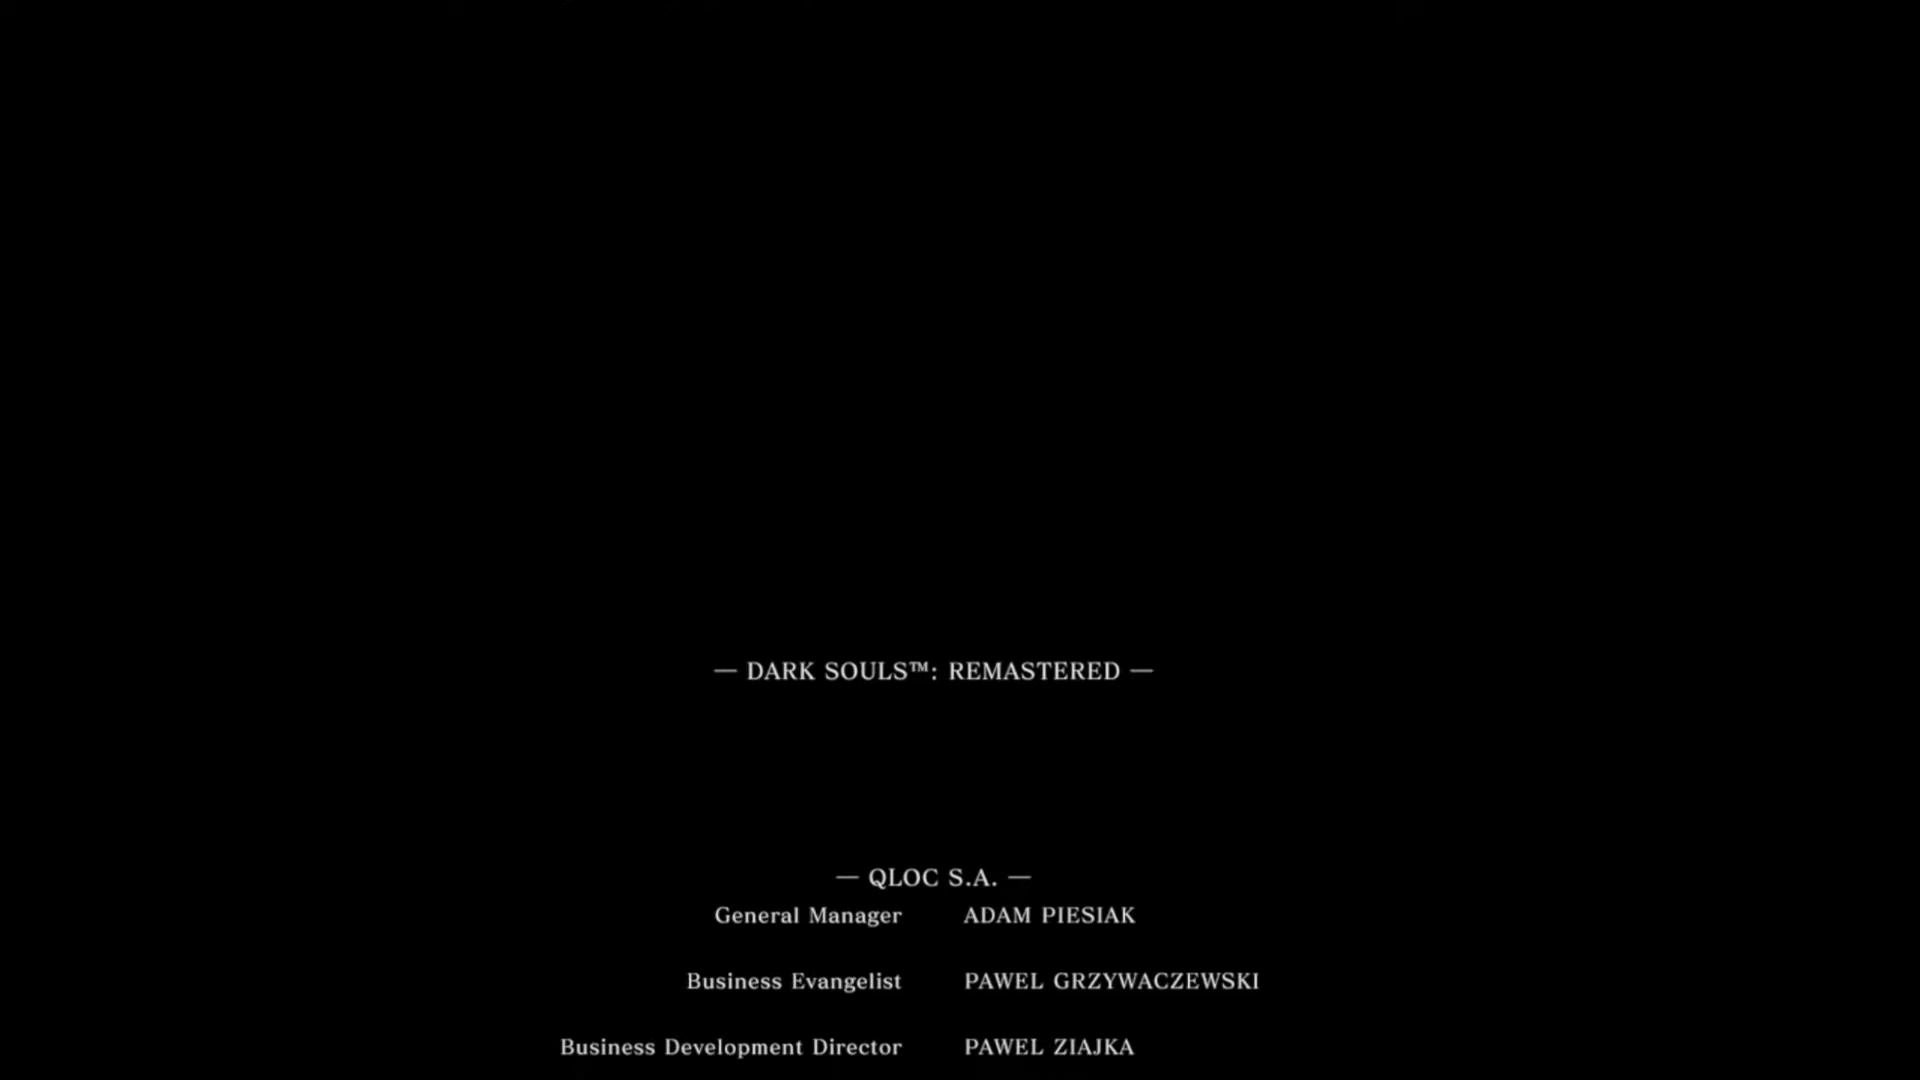 — DARK SOULS™: REMASTERED —
— QLOC S.A. —
General Manager ADAM PIESIAK
Business Evangelist PAWEL GRZYWACZEWSKI
Business Development Director PAWEL ZIAJKA